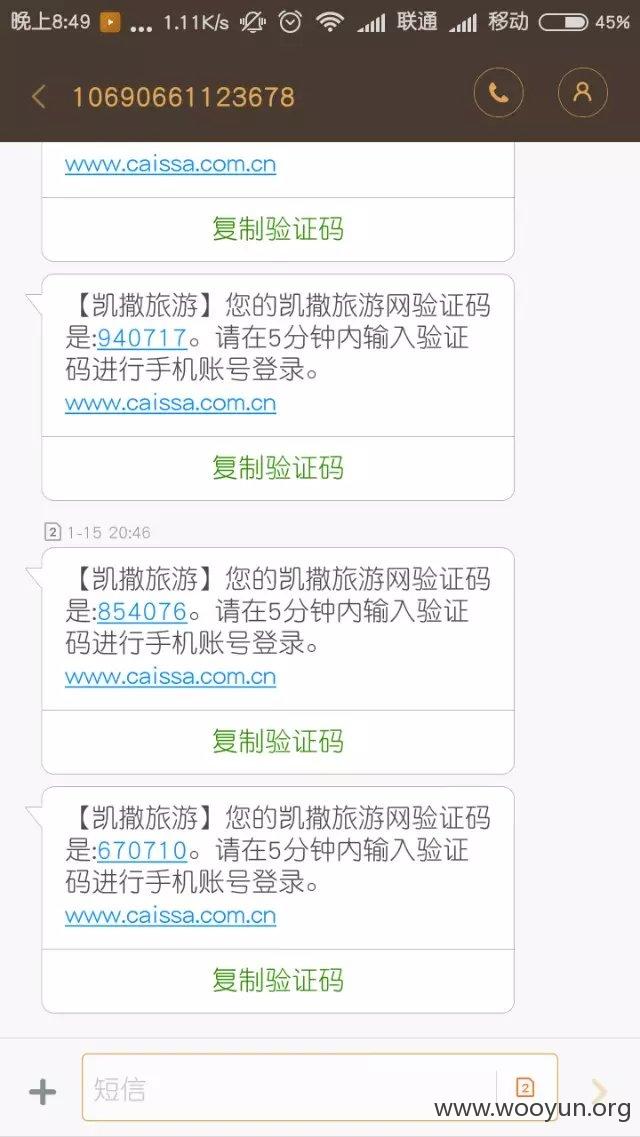 晚上8:49 ... 1.11K/s 联通 移动 45%
10690661123678
www.caissa.com.cn
复制验证码
【凯撒旅游】您的凯撒旅游网验证码
是:940717。请在5分钟内输入验证
码进行手机账号登录。
www.caissa.com.cn
复制验证码
2 1-15 20:46
【凯撒旅游】您的凯撒旅游网验证码
是:854076。请在5分钟内输入验证
码进行手机账号登录。
www.caissa.com.cn
复制验证码
【凯撒旅游】您的凯撒旅游网验证码
是:670710。请在5分钟内输入验证
码进行手机账号登录。
www.caissa.com.cn
复制验证码
短信 2
www.wooyun.org